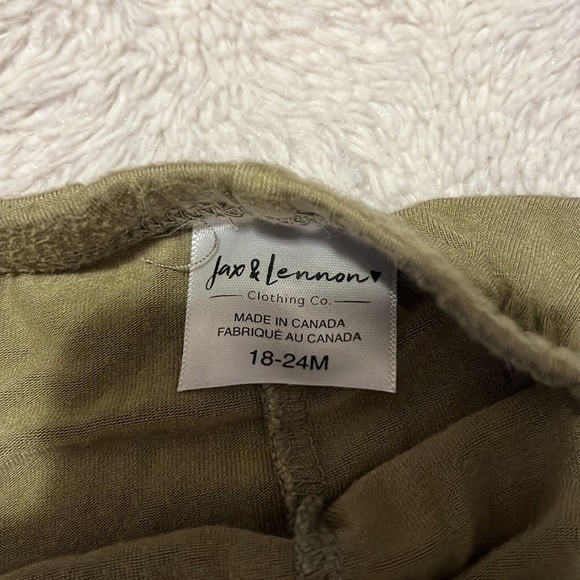 Jax & Lennon♥
Clothing Co.
MADE IN CANADA
FABRIQUÉ AU CANADA
18-24M